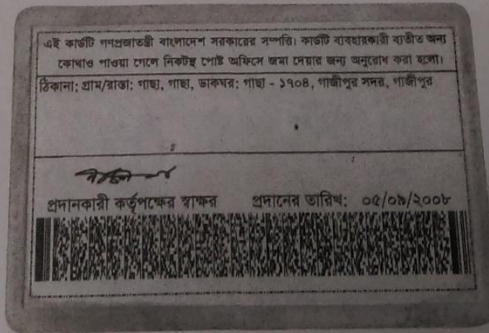 এই কার্ডটি গণপ্রজাতন্ত্রী বাংলাদেশ সরকারের সম্পত্তি। কার্ডটি ব্যবহারকারী ব্যতীত অন্য
কোথাও পাওয়া গেলে নিকটস্থ পোষ্ট অফিসে জমা দেয়ার জন্য অনুরোধ করা হলো।
ঠিকানা: গ্রাম/রাস্তা: গাছা, গাছা, ডাকঘর: গাছা - ১৭০৪, গাজীপুর সদর, গাজীপুর
প্রদানকারী কর্তৃপক্ষের স্বাক্ষর প্রদানের তারিখ: ০৫/০৯/২০০৮